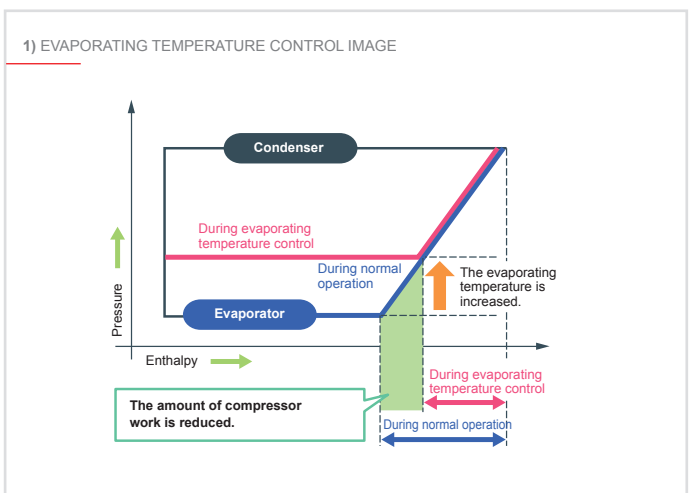 1) EVAPORATING TEMPERATURE CONTROL IMAGE
Condenser
During evaporating
temperature control
During normal
operation
The evaporating
temperature is
increased.
Evaporator
Pressure
Enthalpy
During evaporating
temperature control
The amount of compressor
work is reduced.
During normal operation